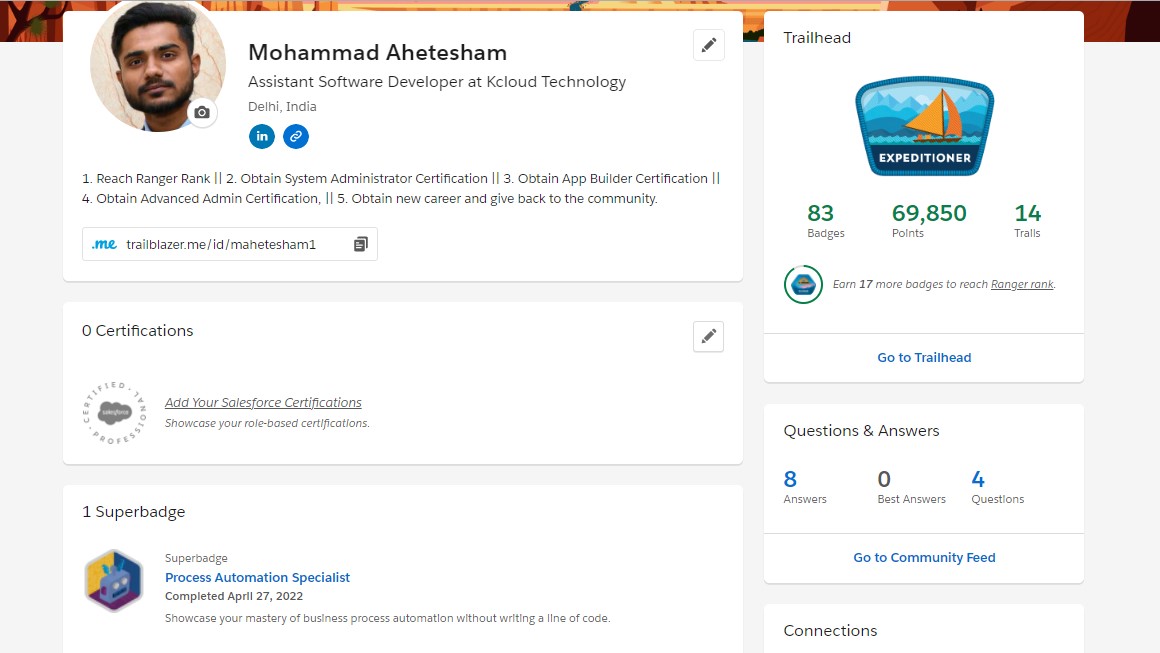 Mohammad Ahetesham
Assistant Software Developer at Kcloud Technology
Delhi, India
in
1. Reach Ranger Rank || 2. Obtain System Administrator Certification || 3. Obtain App Builder Certification ||
4. Obtain Advanced Admin Certification, || 5. Obtain new career and give back to the community.
.me trailblazer.me/id/mahetesham1
0 Certifications
CERTIFIED · PROFESSIONAL ·
salesforce
Add Your Salesforce Certifications
Showcase your role-based certifications.
1 Superbadge
Superbadge
Process Automation Specialist
Completed April 27, 2022
Showcase your mastery of business process automation without writing a line of code.
Trailhead
EXPEDITIONER
83 69,850 14
Badges Points Trails
Earn 17 more badges to reach Ranger rank.
Go to Trailhead
Questions & Answers
8 0 4
Answers Best Answers Questions
Go to Community Feed
Connections